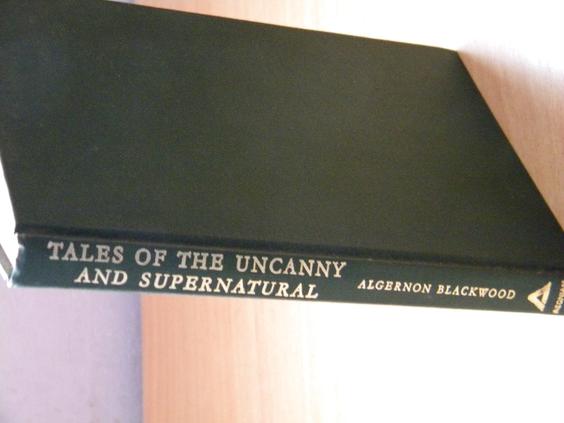 TALES OF THE UNCANNY
AND SUPERNATURAL
ALGERNON BLACKWOOD